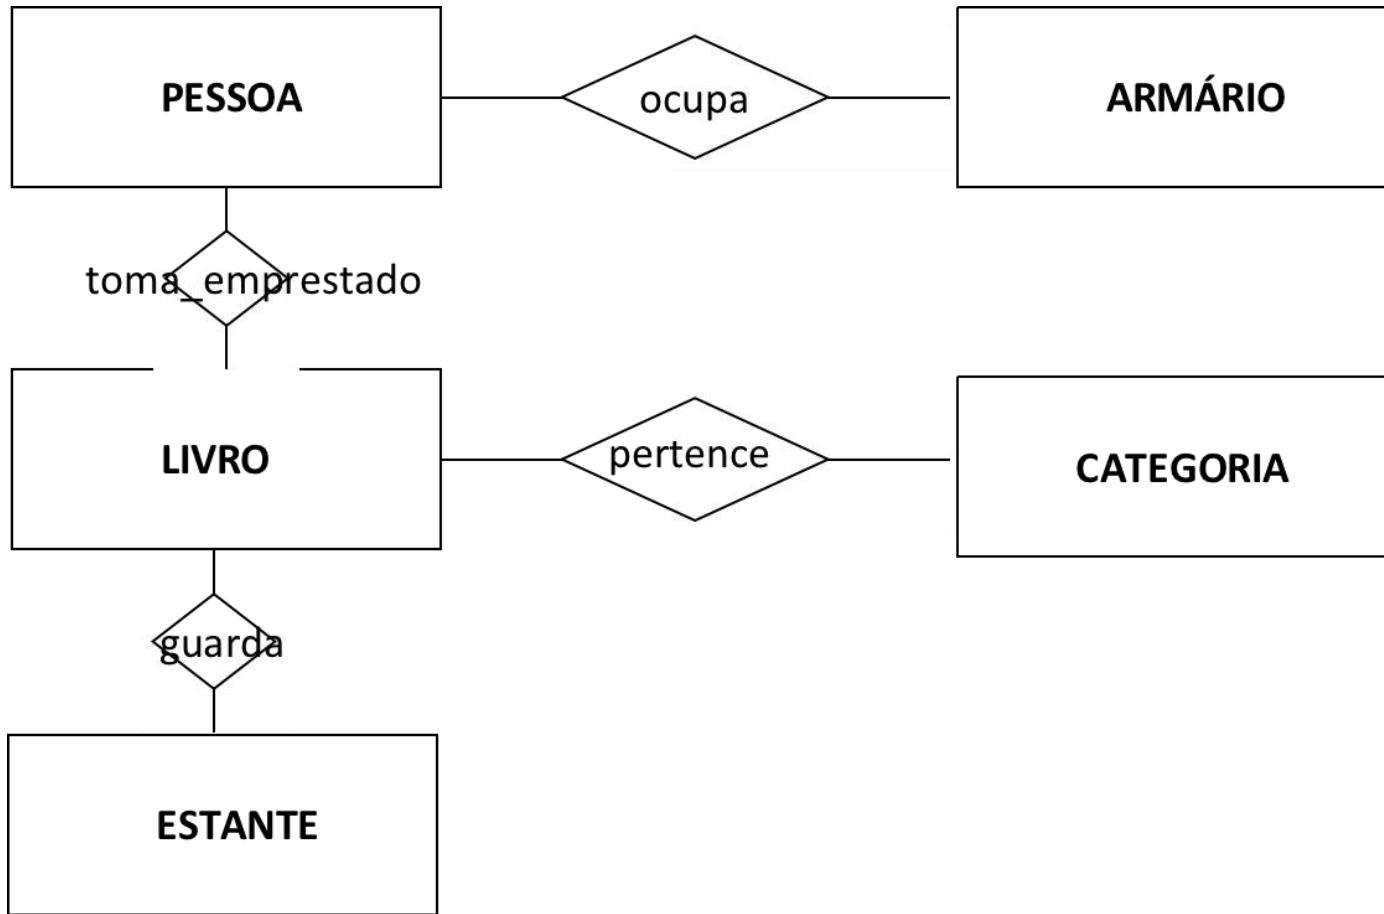 PESSOA
ocupa
ARMÁRIO
toma_emprestado
LIVRO
pertence
CATEGORIA
guarda
ESTANTE